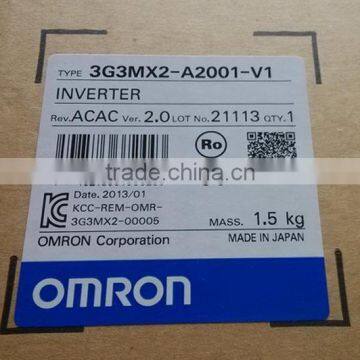 TYPE 3G3MX2-A2001-V1
INVERTER
Rev. ACAC Ver. 2.0 LOT No. 21113 QTY. 1
Ro
trade.china.cn
Date. 2013/01
KCC-REM-OMR-
3G3MX2-00005
MASS. 1.5 kg
OMRON Corporation
MADE IN JAPAN
OMRON